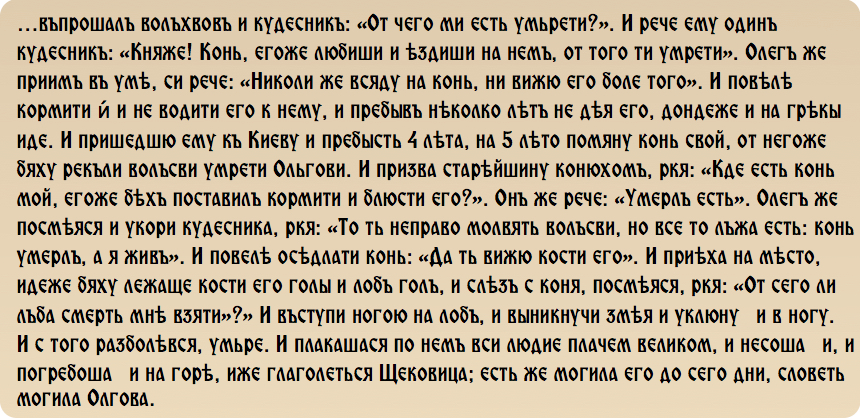 …въпрошалъ волъхвовъ и кудесникъ: «От чего ми есть умьрети?». И рече ему одинъ
кудесникъ: «Княже! Конь, егоже любиши и ѣздиши на немъ, от того ти умрети». Олегъ же
приимъ въ умѣ, си рече: «Николи же всяду на конь, ни вижю его боле того». И повѣлѣ
кормити ѝ и не водити его к нему, и пребывъ нѣколко лѣтъ не дѣя его, дондеже и на грѣкы
иде. И пришедшю ему къ Киеву и пребысть 4 лѣта, на 5 лѣто помяну конь свой, от негоже
бяху рекъли волъсви умрети Ольгови. И призва старѣйшину конюхомъ, ркя: «Кде есть конь
мой, егоже бѣхъ поставилъ кормити и блюсти его?». Онъ же рече: «Умерлъ есть». Олегъ же
посмѣяся и укори кудесника, ркя: «То ть неправо молвять волъсви, но все то лъжа есть: конь
умерлъ, а я живъ». И повелѣ осѣдлати конь: «Да ть вижю кости его». И приѣха на мѣсто,
идеже бяху лежаще кости его голы и лобъ голъ, и слѣзъ с коня, посмѣяся, ркя: «От сего ли
лъба смерть мнѣ взяти»?» И въступи ногою на лобъ, и выникнучи змѣя и уклюну и в ногу.
И с того разболѣвся, умьре. И плакашася по немъ вси людие плачем великом, и несоша и, и
погребоша и на горѣ, иже глаголеться Щековица; есть же могила его до сего дни, словеть
могила Олгова.